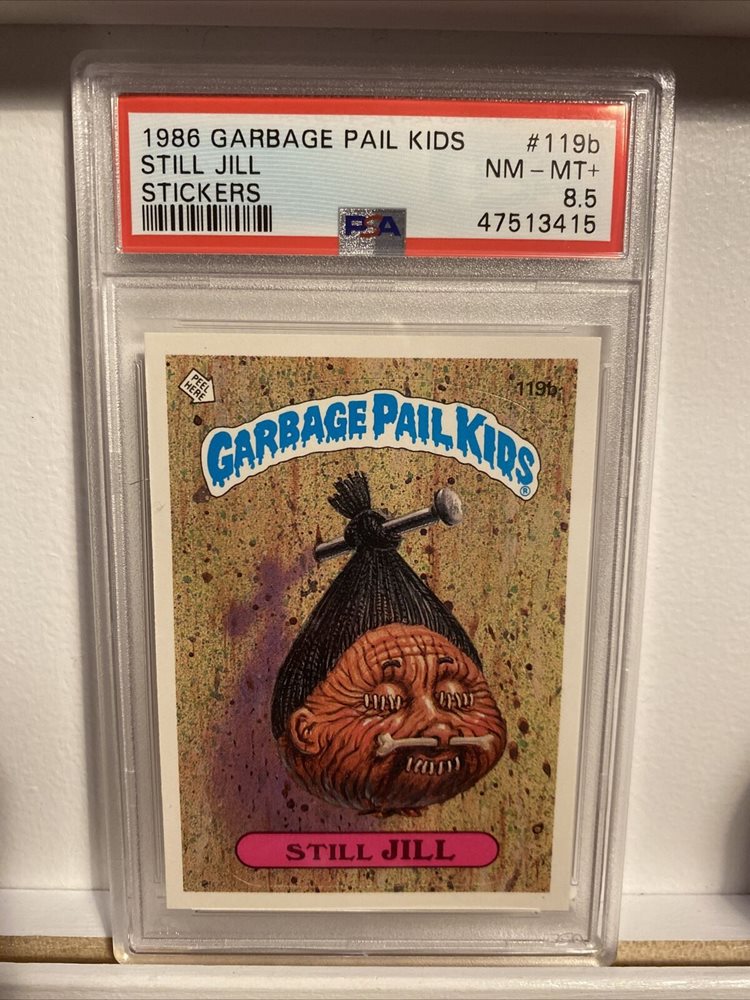 1986 GARBAGE PAIL KIDS #119b
STILL JILL NM - MT+
STICKERS 8.5
PSA 47513415
PEEL HERE
119b
GARBAGE PAIL KIDS®
STILL JILL